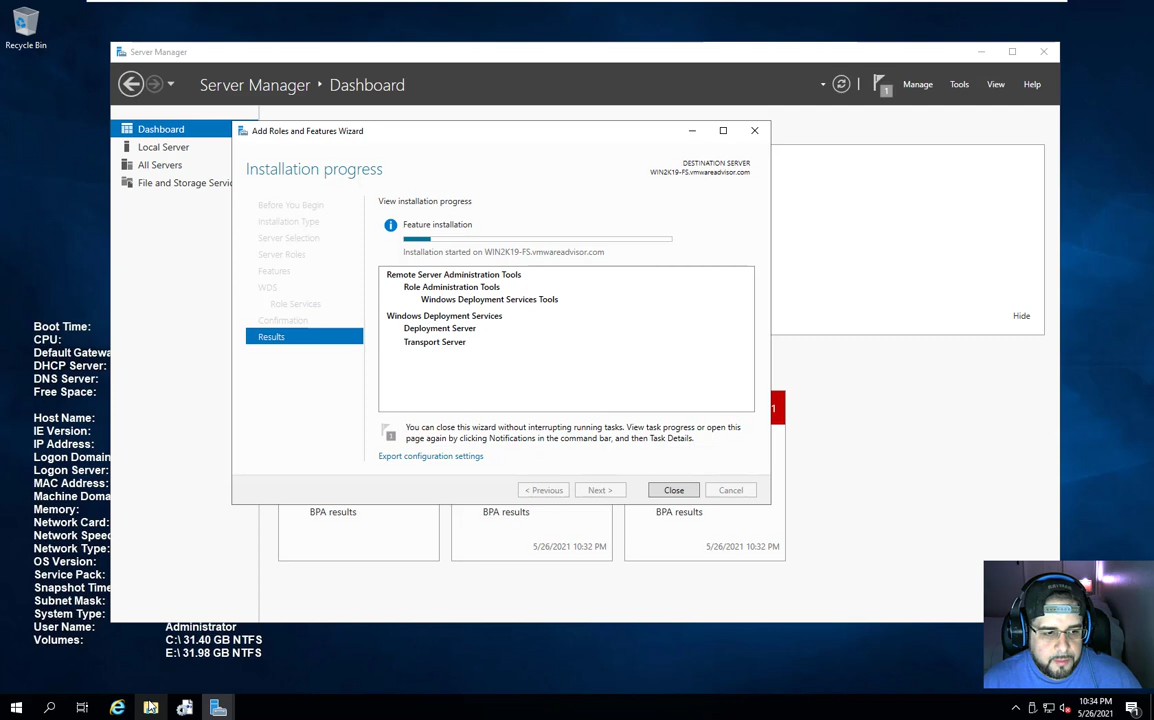 Recycle Bin
Server Manager
Server Manager ‣ Dashboard
1
Manage
Tools
View
Help
Dashboard
Local Server
All Servers
File and Storage Servic
Add Roles and Features Wizard
Installation progress
DESTINATION SERVER
WIN2K19-FS.vmwareadvisor.com
Before You Begin
Installation Type
Server Selection
Server Roles
Features
WDS
Role Services
Confirmation
Results
View installation progress
Feature installation
Installation started on WIN2K19-FS.vmwareadvisor.com
Remote Server Administration Tools
Role Administration Tools
Windows Deployment Services Tools
Windows Deployment Services
Deployment Server
Transport Server
1
You can close this wizard without interrupting running tasks. View task progress or open this
page again by clicking Notifications in the command bar, and then Task Details.
Export configuration settings
< Previous
Next >
Close
Cancel
Hide
1
BPA results
BPA results
5/26/2021 10:32 PM
BPA results
5/26/2021 10:32 PM
Boot Time:
CPU:
Default Gatewa
DHCP Server:
DNS Server:
Free Space:
Host Name:
IE Version:
IP Address:
Logon Domain
Logon Server:
MAC Address:
Machine Doma
Memory:
Network Card:
Network Speed
Network Type:
OS Version:
Service Pack:
Snapshot Time
Subnet Mask:
System Type:
User Name: Administrator
Volumes: C:\ 31.40 GB NTFS
E:\ 31.98 GB NTFS
10:34 PM
5/26/2021
1